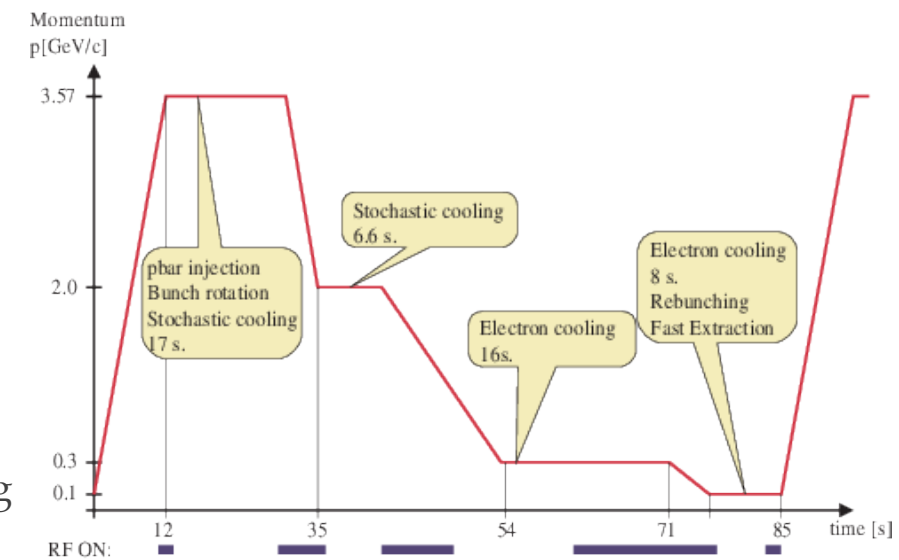 Momentum
p[GeV/c]
3.57
pbar injection
Bunch rotation
Stochastic cooling
17 s.
Stochastic cooling
6.6 s.
Electron cooling
16s.
Electron cooling
8 s.
Rebunching
Fast Extraction
2.0
0.3
g
0.1
12
35
54
71
85
time [s]
RF ON: